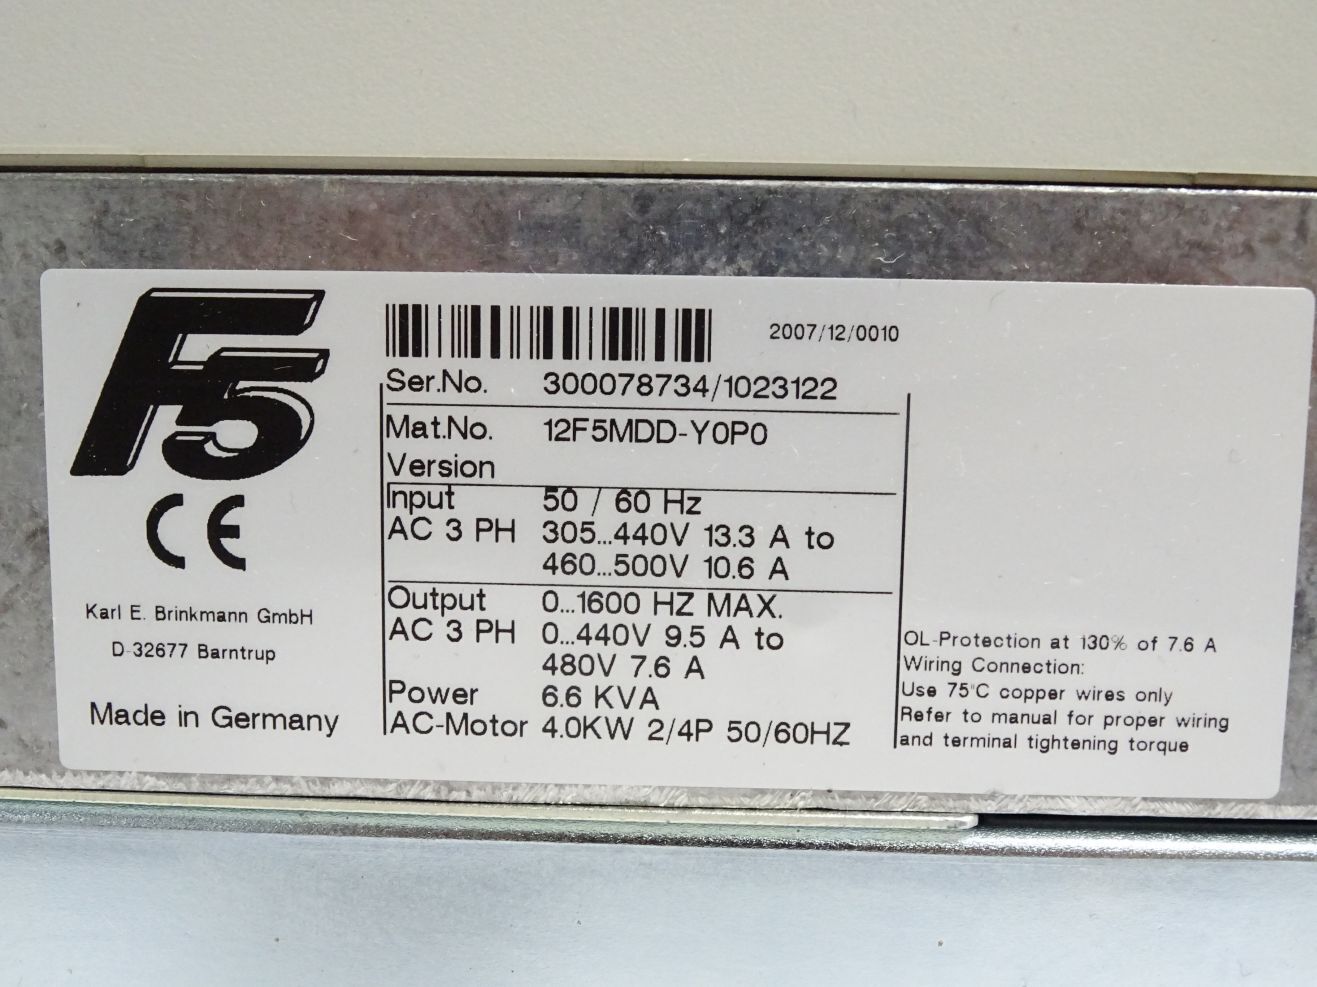 F5
CE
Karl E. Brinkmann GmbH
D-32677 Barntrup
Made in Germany
2007/12/0010
Ser.No. 300078734/1023122
Mat.No. 12F5MDD-Y0P0
Version
Input 50 / 60 Hz
AC 3 PH 305...440V 13.3 A to
460...500V 10.6 A
Output 0...1600 HZ MAX.
AC 3 PH 0...440V 9.5 A to
480V 7.6 A
Power 6.6 KVA
AC-Motor 4.0KW 2/4P 50/60HZ
OL-Protection at 130% of 7.6 A
Wiring Connection:
Use 75°C copper wires only
Refer to manual for proper wiring
and terminal tightening torque